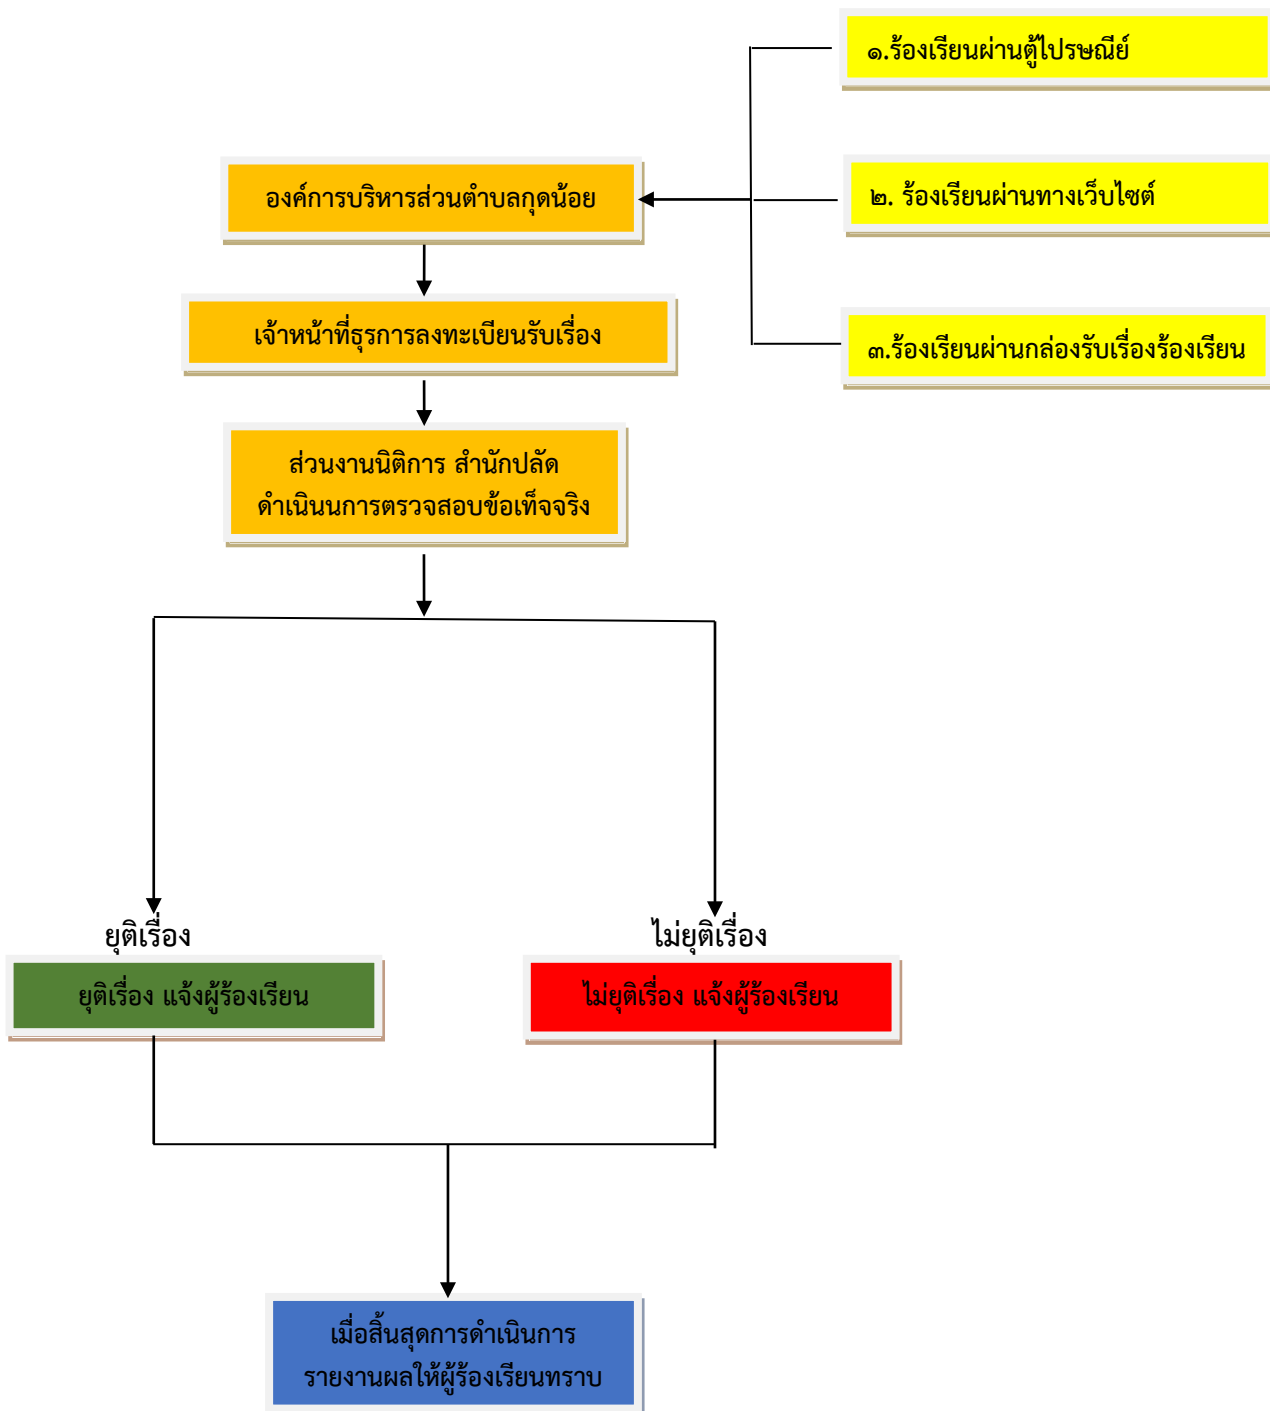 ๑.ร้องเรียนผ่านตู้ไปรษณีย์
องค์การบริหารส่วนตำบลกุดน้อย
๒. ร้องเรียนผ่านทางเว็บไซต์
เจ้าหน้าที่ธุรการลงทะเบียนรับเรื่อง
๓.ร้องเรียนผ่านกล่องรับเรื่องร้องเรียน
ส่วนงานนิติการ สำนักปลัด
ดำเนินนการตรวจสอบข้อเท็จจริง
ยุติเรื่อง
ไม่ยุติเรื่อง
ยุติเรื่อง แจ้งผู้ร้องเรียน
ไม่ยุติเรื่อง แจ้งผู้ร้องเรียน
เมื่อสิ้นสุดการดำเนินการ
รายงานผลให้ผู้ร้องเรียนทราบ